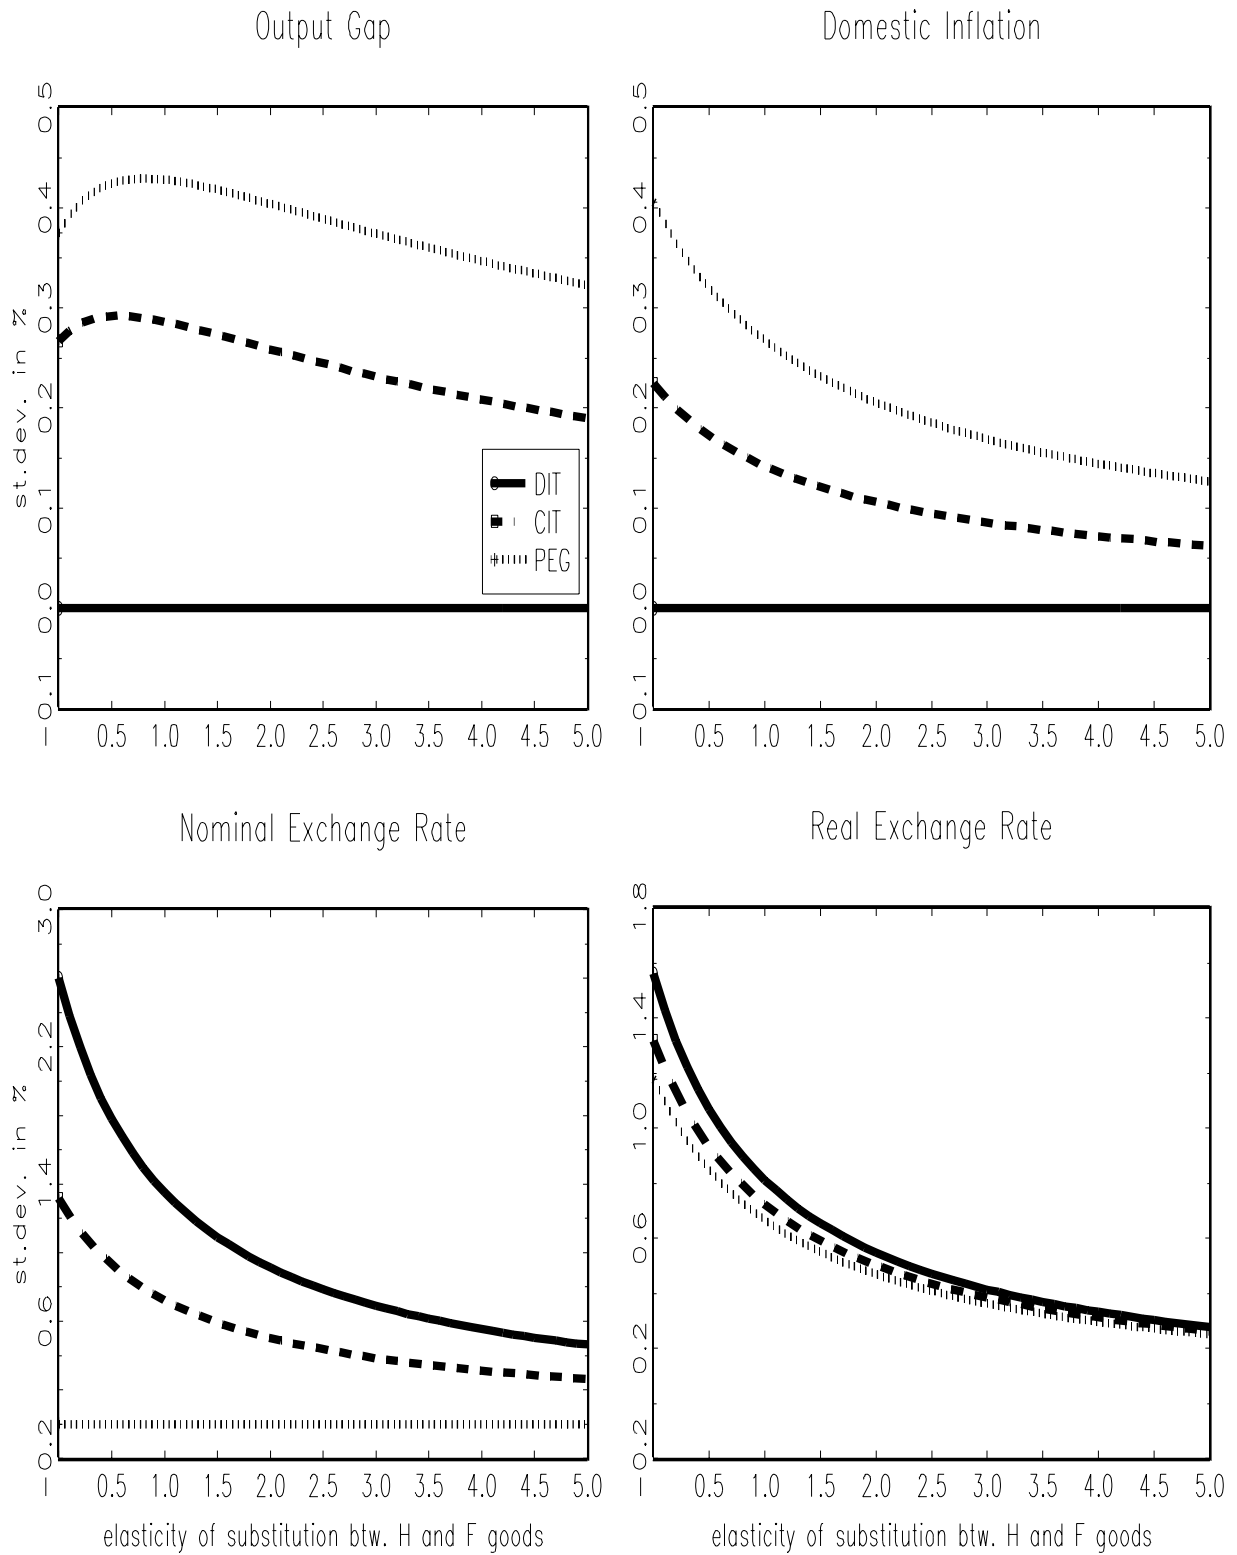 Output Gap
Domestic Inflation
st.dev. in %
0.5
0.4
0.3
0.2
0.1
0.0
0.1
–
0.5 1.0 1.5 2.0 2.5 3.0 3.5 4.0 4.5 5.0
DIT
CIT
PEG
0.5
0.4
0.3
0.2
0.1
0.0
0.1
–
0.5 1.0 1.5 2.0 2.5 3.0 3.5 4.0 4.5 5.0
Nominal Exchange Rate
Real Exchange Rate
st.dev. in %
3.0
2.2
1.4
0.6
0.2
–
0.5 1.0 1.5 2.0 2.5 3.0 3.5 4.0 4.5 5.0
elasticity of substitution btw. H and F goods
1.8
1.4
1.0
0.6
0.2
0.2
–
0.5 1.0 1.5 2.0 2.5 3.0 3.5 4.0 4.5 5.0
elasticity of substitution btw. H and F goods